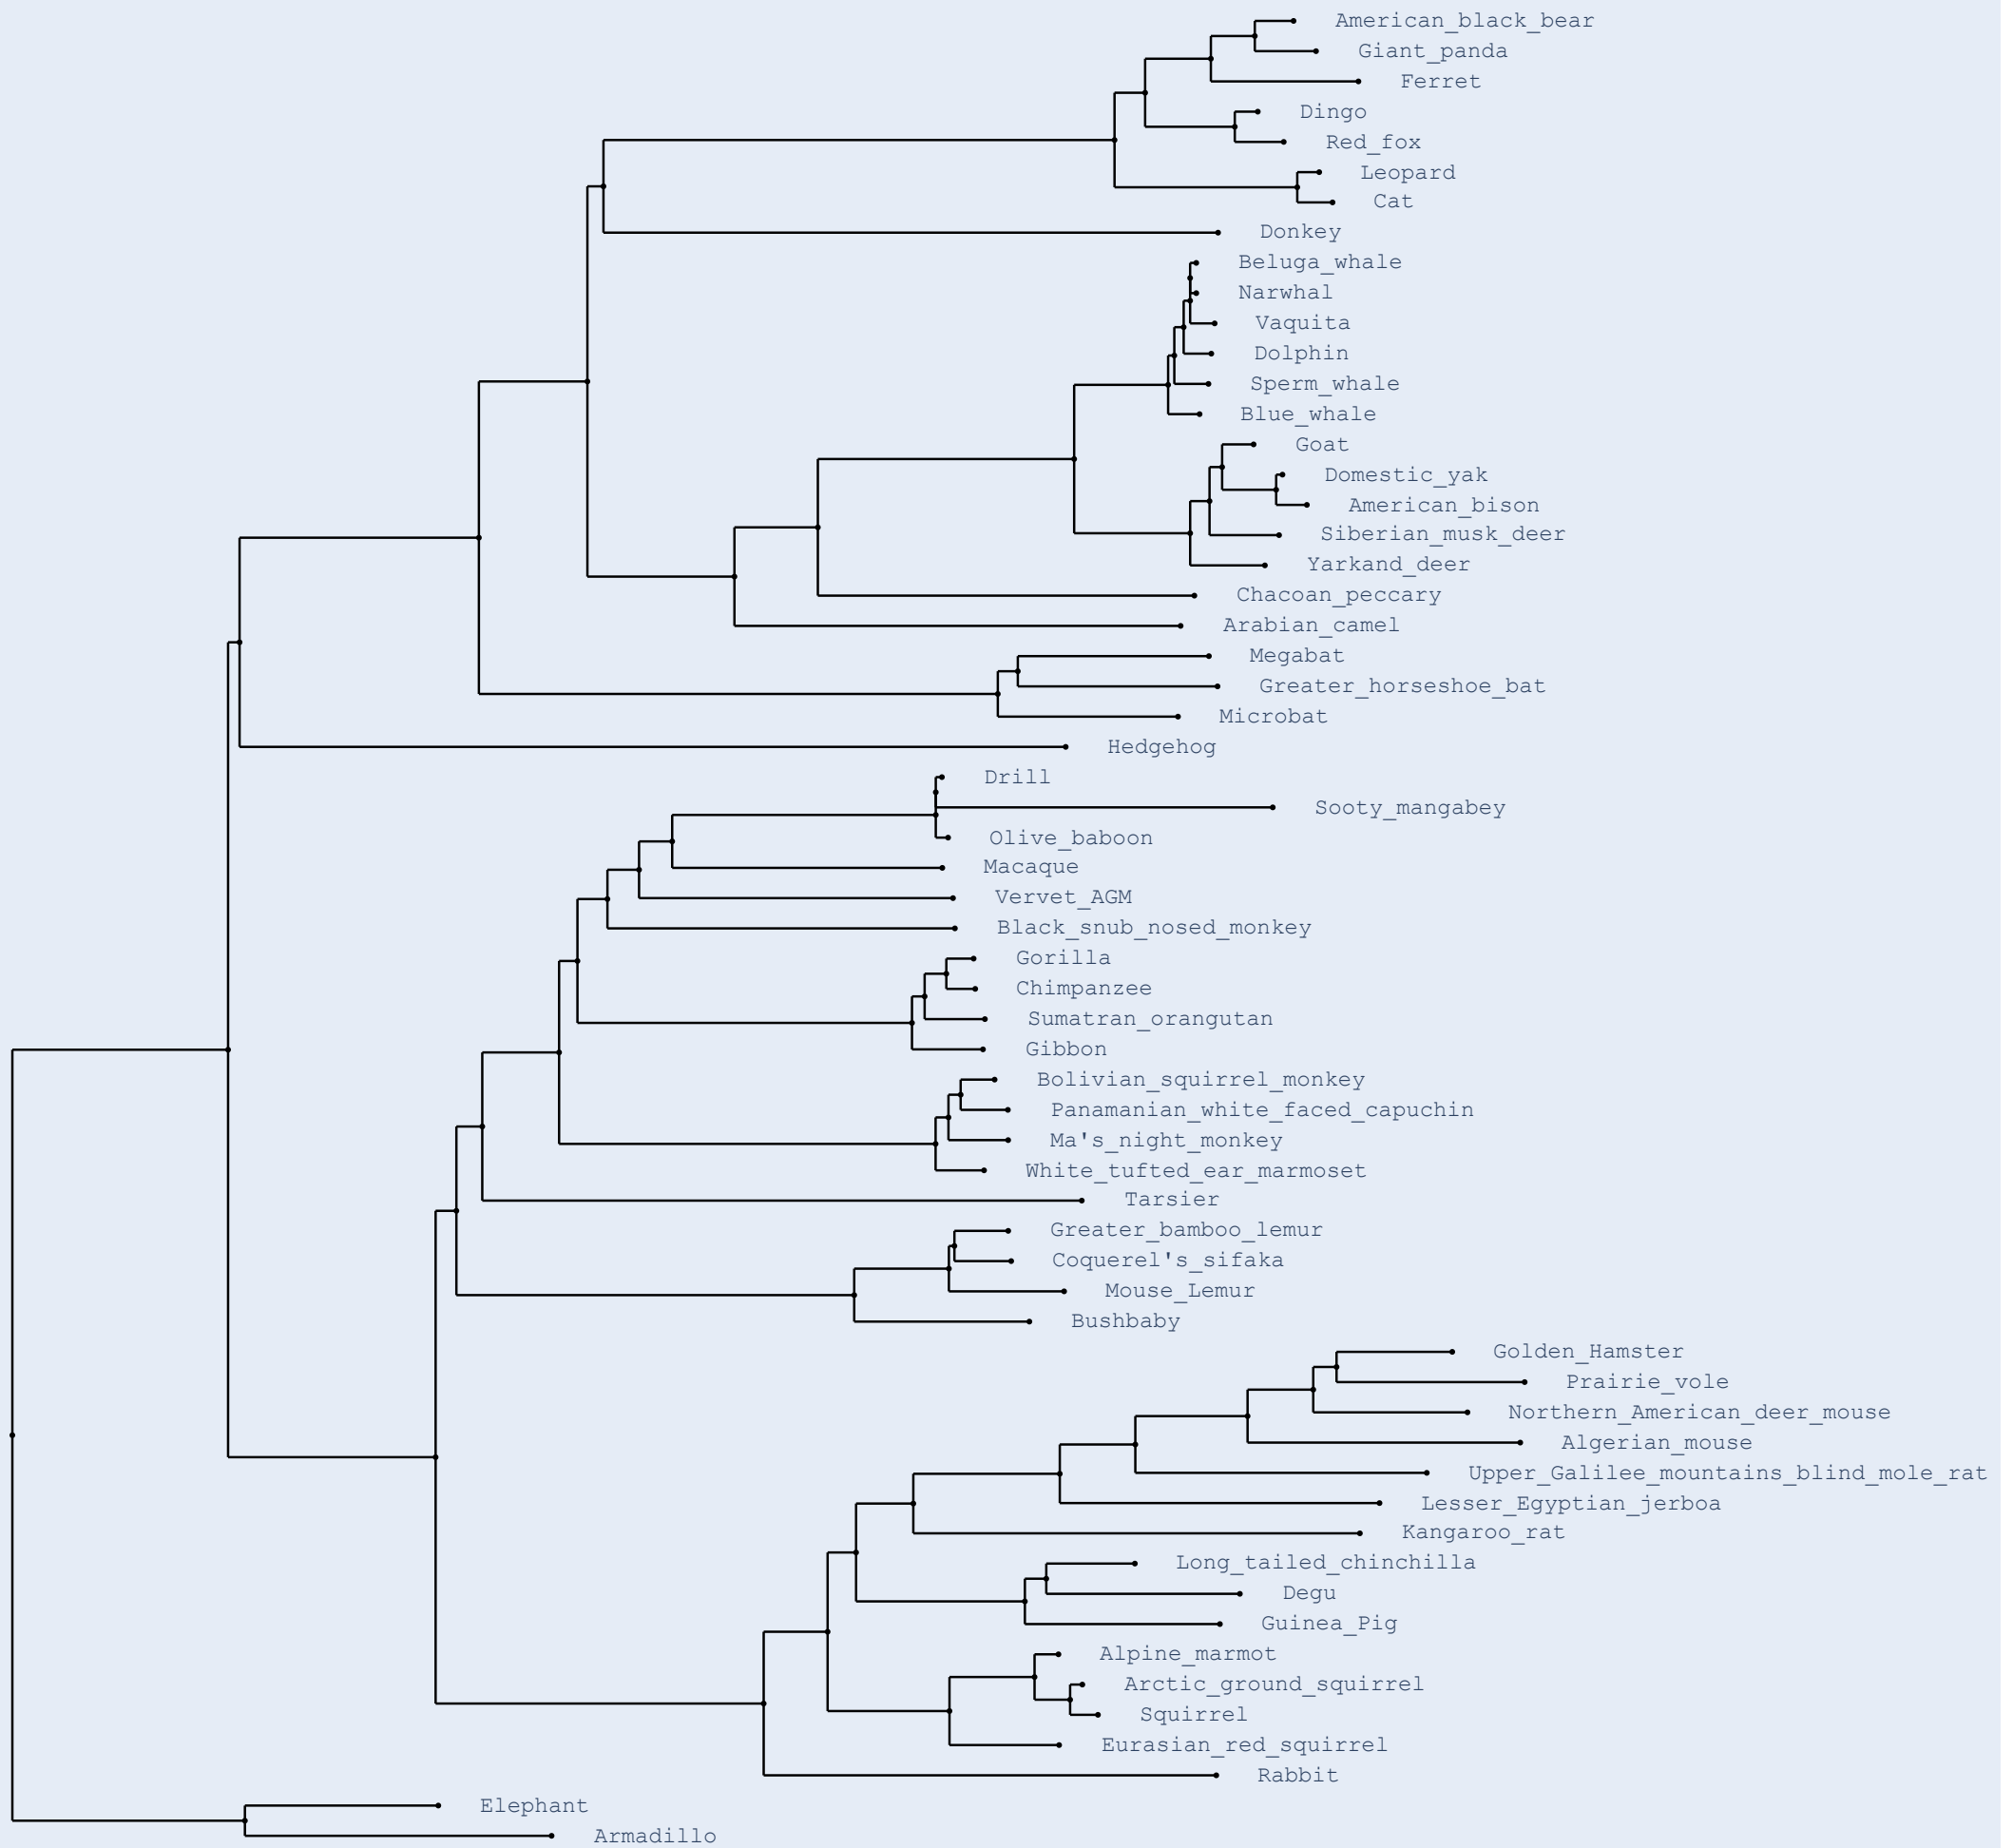 American_black_bear
Giant_panda
Ferret
Dingo
Red_fox
Leopard
Cat
Donkey
Beluga_whale
Narwhal
Vaquita
Dolphin
Sperm_whale
Blue_whale
Goat
Domestic_yak
American_bison
Siberian_musk_deer
Yarkand_deer
Chacoan_peccary
Arabian_camel
Megabat
Greater_horseshoe_bat
Microbat
Hedgehog
Drill
Sooty_mangabey
Olive_baboon
Macaque
Vervet_AGM
Black_snub_nosed_monkey
Gorilla
Chimpanzee
Sumatran_orangutan
Gibbon
Bolivian_squirrel_monkey
Panamanian_white_faced_capuchin
Ma's_night_monkey
White_tufted_ear_marmoset
Tarsier
Greater_bamboo_lemur
Coquerel's_sifaka
Mouse_Lemur
Bushbaby
Golden_Hamster
Prairie_vole
Northern_American_deer_mouse
Algerian_mouse
Upper_Galilee_mountains_blind_mole_rat
Lesser_Egyptian_jerboa
Kangaroo_rat
Long_tailed_chinchilla
Degu
Guinea_Pig
Alpine_marmot
Arctic_ground_squirrel
Squirrel
Eurasian_red_squirrel
Rabbit
Elephant
Armadillo